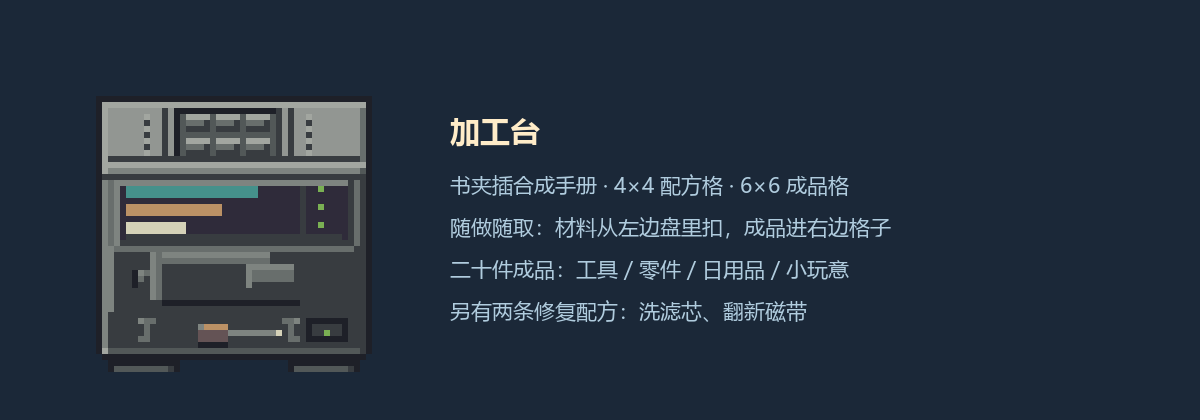 加工台
书夹插合成手册 · 4×4 配方格 · 6×6 成品格
随做随取：材料从左边盘里扣，成品进右边格子
二十件成品：工具 / 零件 / 日用品 / 小玩意
另有两条修复配方：洗滤芯、翻新磁带